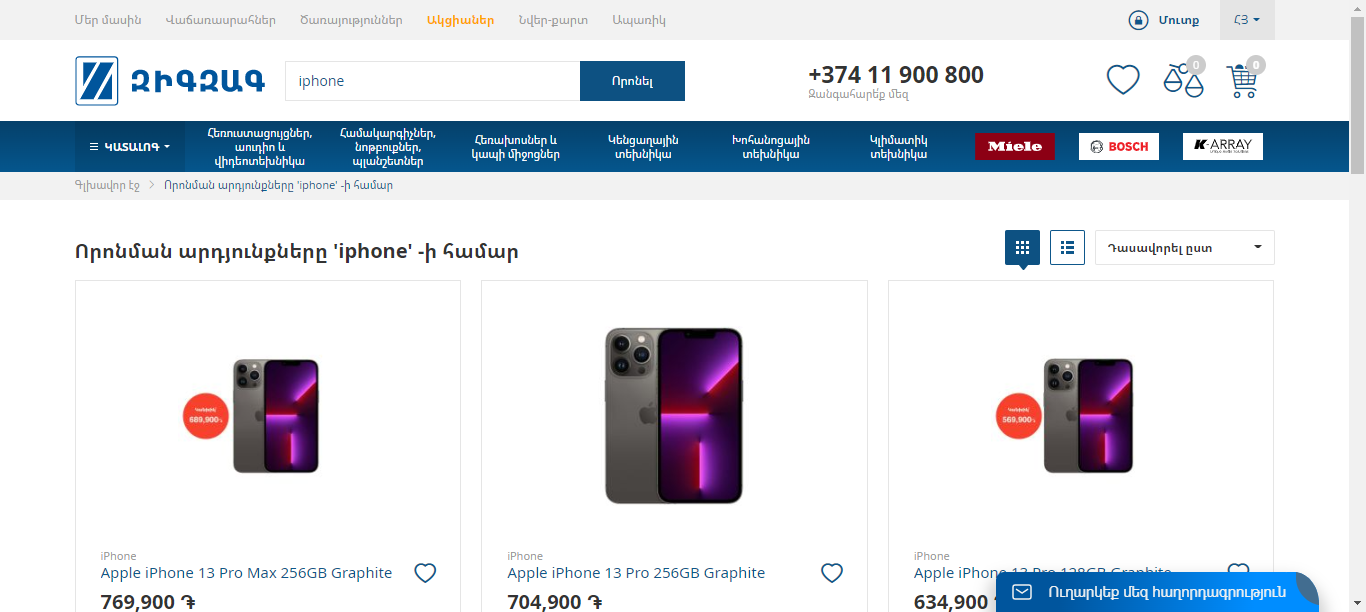 Մեր մասին Վաճառասրահներ Ծառայություններ Ակցիաներ Նվեր-քարտ Ապառիկ Մուտք ՀՅ
ԶԻԳԶԱԳ iphone Որոնել +374 11 900 800 0 0
Զանգահարե՛ք մեզ
ԿԱՏԱԼՈԳ
Հեռուստացույցներ,
աուդիո և
վիդեոտեխնիկա
Համակարգիչներ,
նոթբուքներ,
պլանշետներ
Հեռախոսներ և
կապի միջոցներ
Կենցաղային
տեխնիկա
Խոհանոցային
տեխնիկա
Կլիմատիկ
տեխնիկա
Miele
BOSCH
K-ARRAY
Գլխավոր էջ Որոնման արդյունքները 'iphone' -ի համար
Որոնման արդյունքները 'iphone' -ի համար
Դասավորել ըստ
689,900
569,900
iPhone
Apple iPhone 13 Pro Max 256GB Graphite
769,900 ֏
iPhone
Apple iPhone 13 Pro 256GB Graphite
704,900 ֏
iPhone
Apple iPhone 13 Pro 128GB Graphite
634,900
Ուղարկեք մեզ հաղորդագրություն